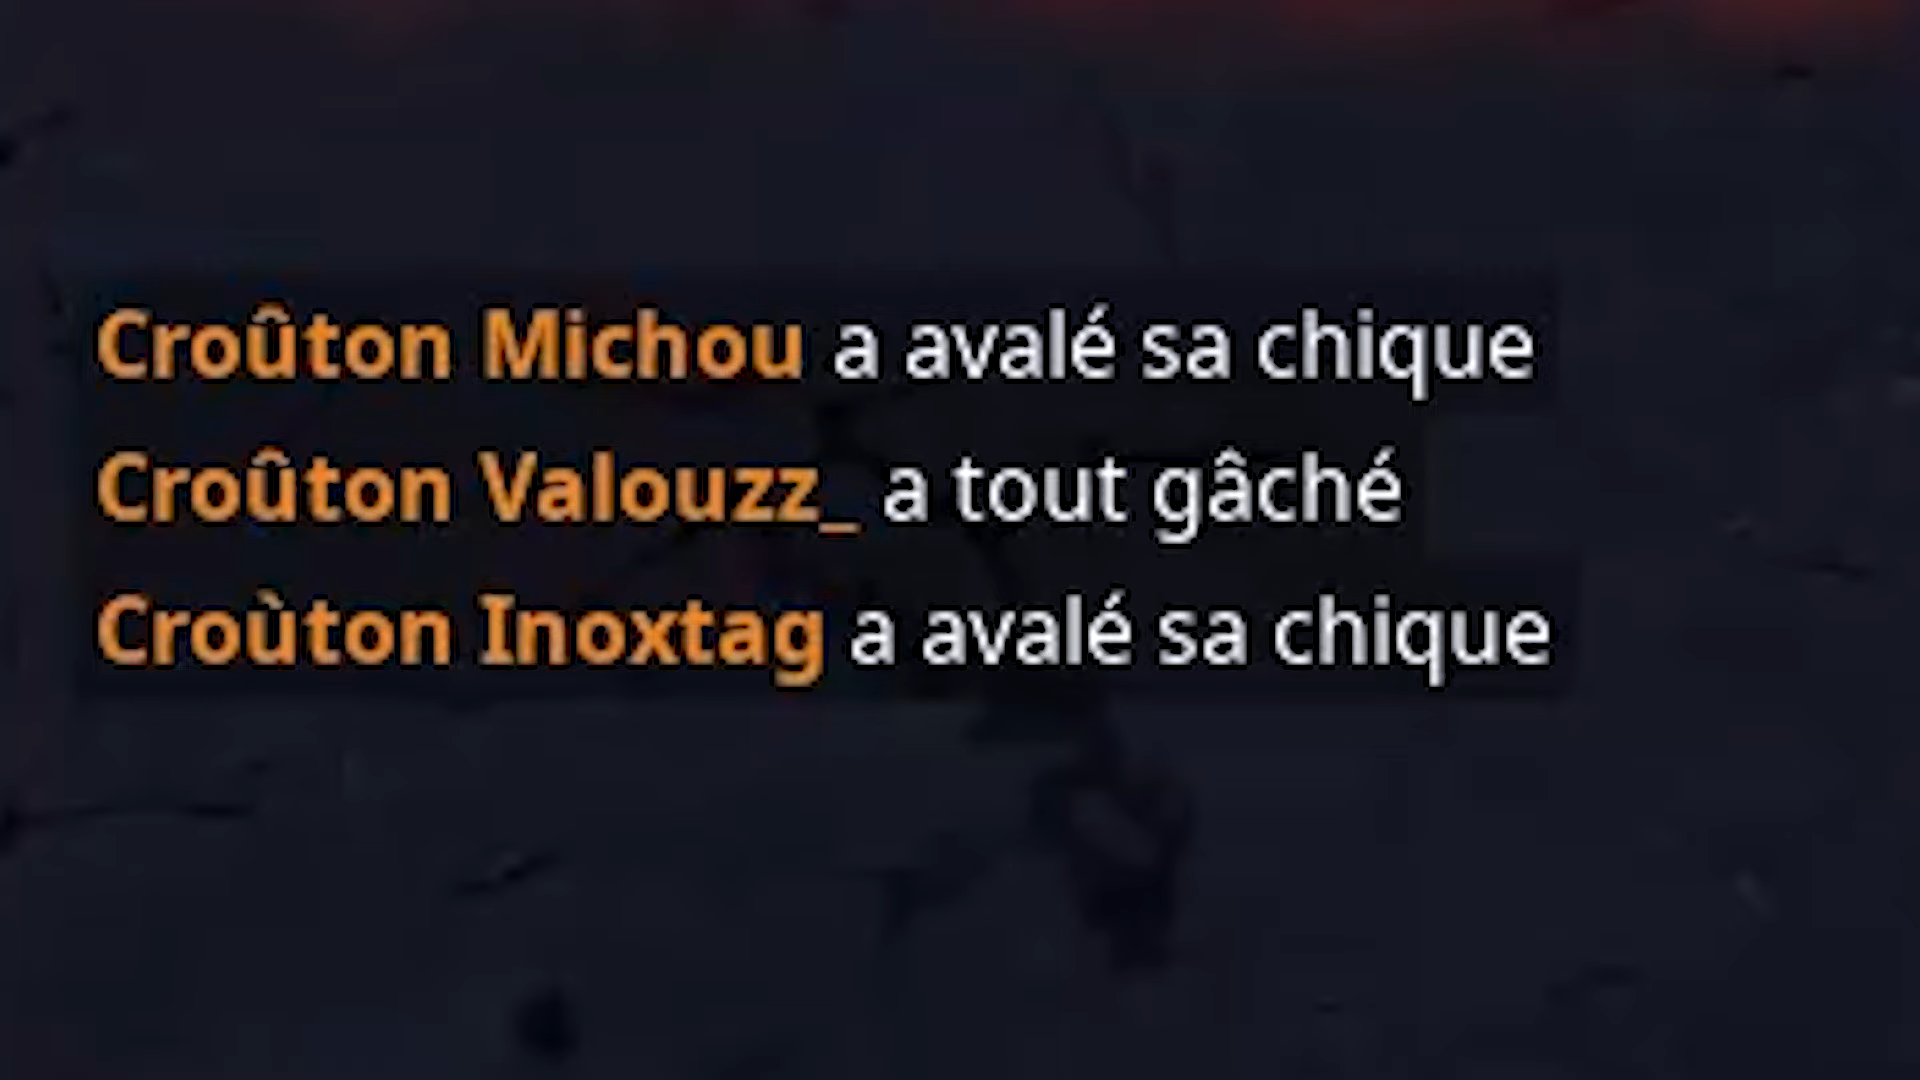 Croûton Michou a avalé sa chique
Croûton Valouzz_ a tout gâché
Croùton Inoxtag a avalé sa chique